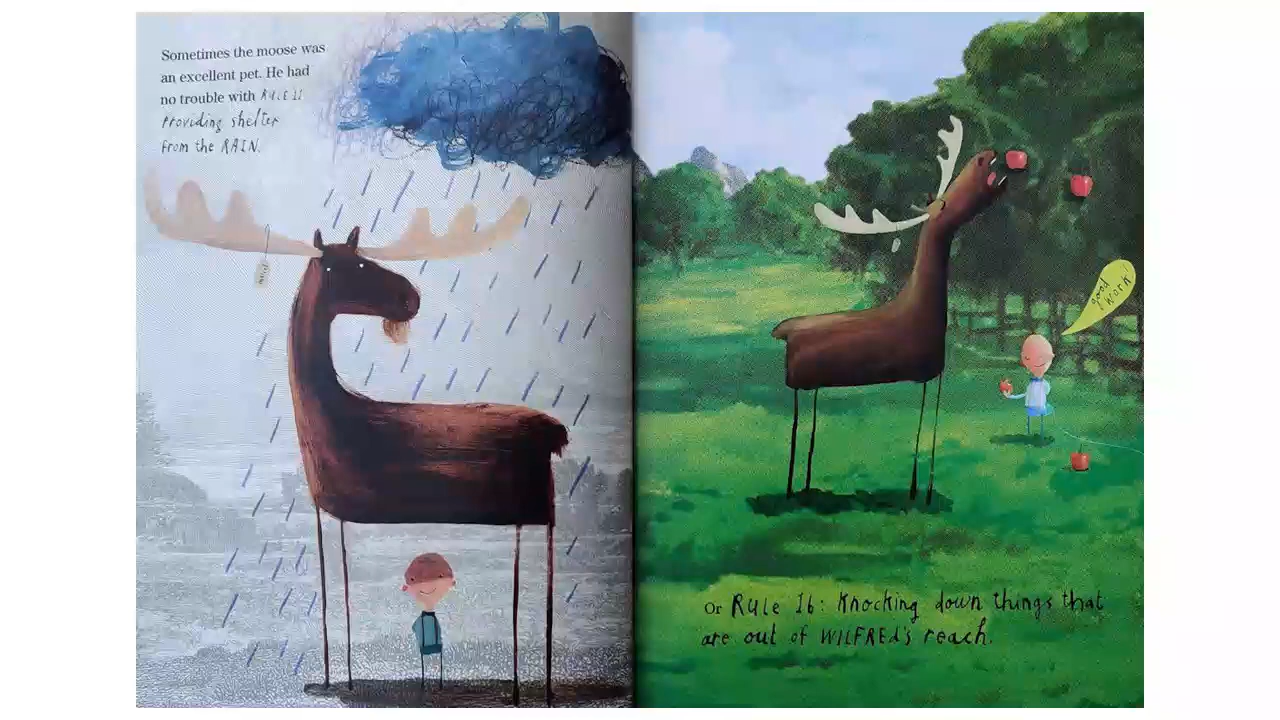 Sometimes the moose was
an excellent pet. He had
no trouble with RULE 11
Providing shelter
from the RAIN.
good
work!
Or Rule 16: Knocking down things that
are out of WILFREd's reach.